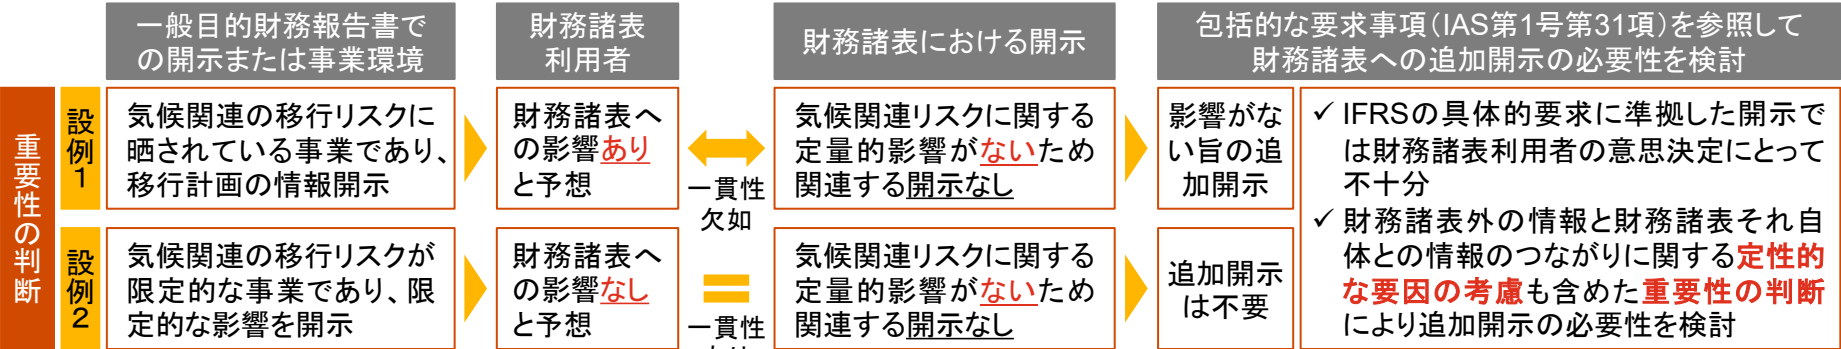 一般目的財務報告書で
の開示または事業環境
財務諸表
利用者
財務諸表における開示
包括的な要求事項（IAS第1号第31項）を参照して
財務諸表への追加開示の必要性を検討
重要性の判断
設例1
気候関連の移行リスクに
晒されている事業であり、
移行計画の情報開示
財務諸表へ
の影響あり
と予想
一貫性
欠如
気候関連リスクに関する
定量的影響がないため
関連する開示なし
影響がな
い旨の追
加開示
設例2
気候関連の移行リスクが
限定的な事業であり、限
定的な影響を開示
財務諸表へ
の影響なし
と予想
一貫性
気候関連リスクに関する
定量的影響がないため
関連する開示なし
追加開示
は不要
✓ IFRSの具体的要求に準拠した開示で
は財務諸表利用者の意思決定にとって
不十分
✓ 財務諸表外の情報と財務諸表それ自
体との情報のつながりに関する定性的
な要因の考慮も含めた重要性の判断
により追加開示の必要性を検討